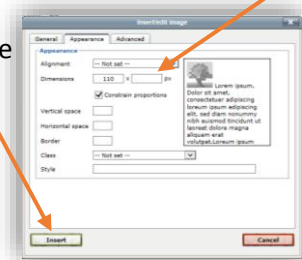 Insert/edit image
General Appearance Advanced
e
Appearance
Alignment -- Not set --
Dimensions 110 x px
Constrain proportions
Vertical space
Horizontal space
Border
Class -- Not set --
Style
Lorem ipsum,
Dolor sit amet,
consectetuer adipiscing
loreum ipsum edipiscing
elit, sed diam nonummy
nibh euismod tincidunt ut
laoreet dolore magna
aliquam erat
volutpat.Loreum ipsum
Insert Cancel